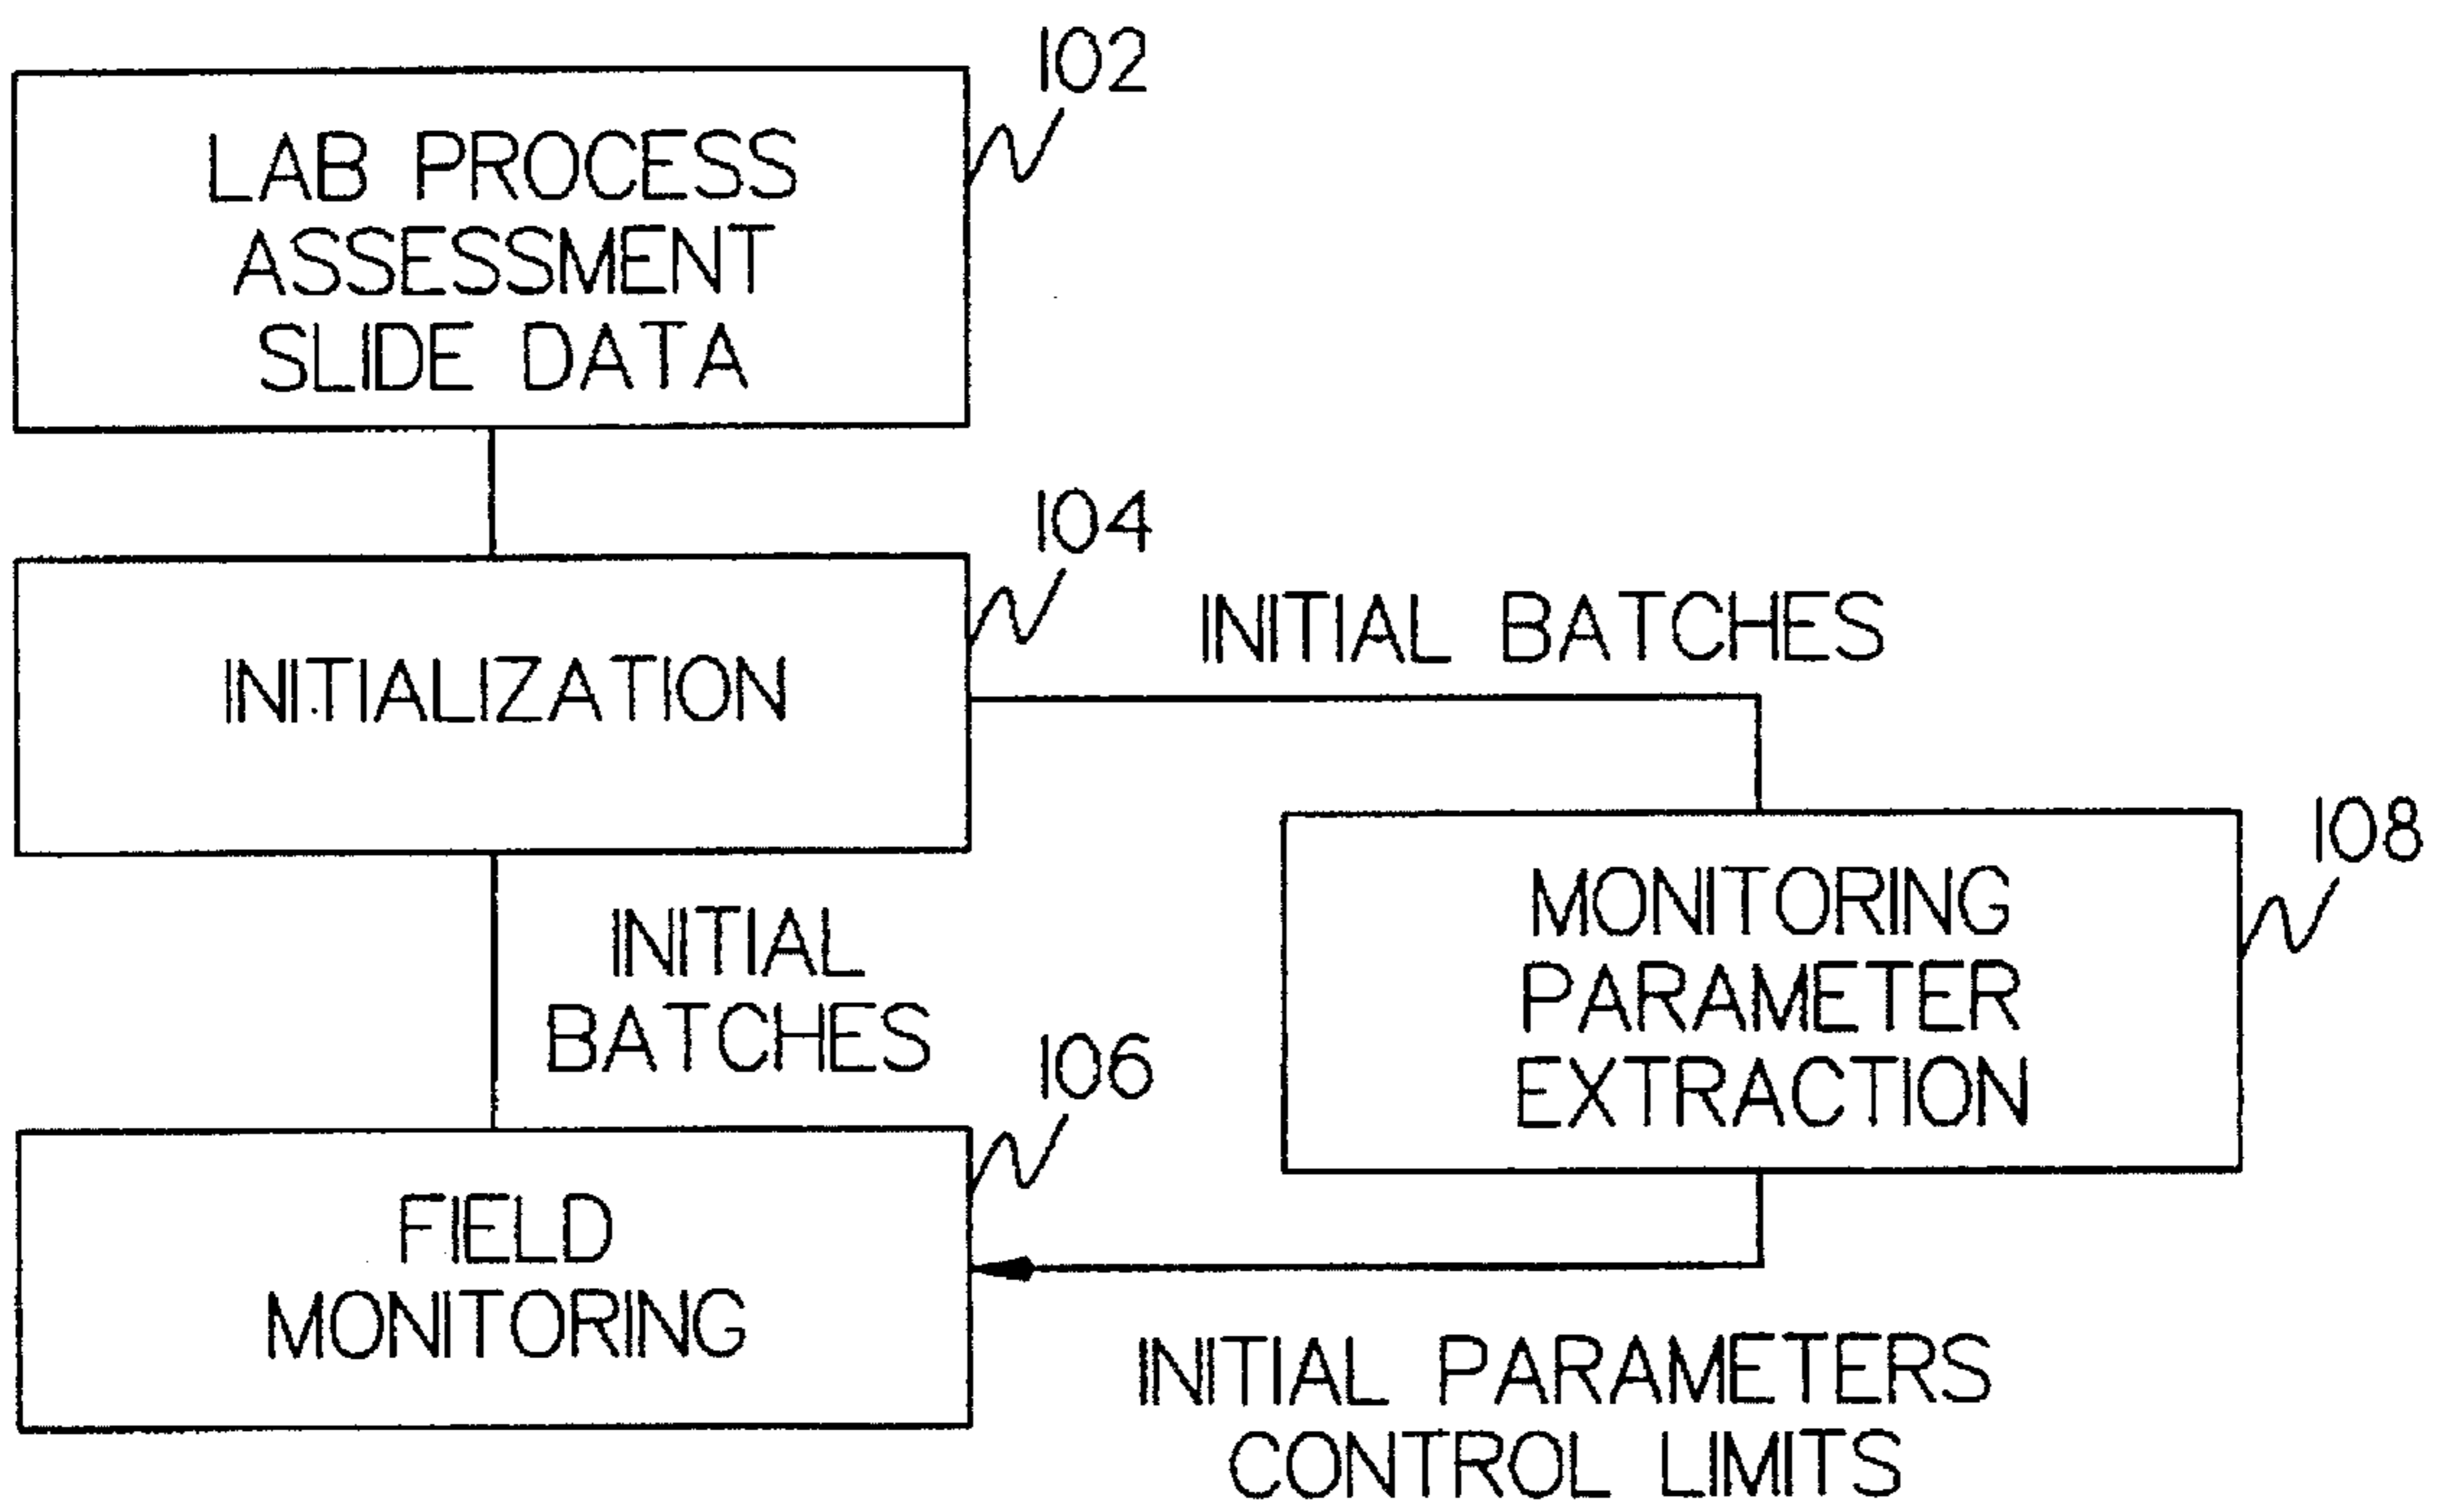 102
LAB PROCESS
ASSESSMENT
SLIDE DATA
104
INITIALIZATION
INITIAL BATCHES
108
MONITORING
PARAMETER
EXTRACTION
INITIAL
BATCHES
106
FIELD
MONITORING
INITIAL PARAMETERS
CONTROL LIMITS